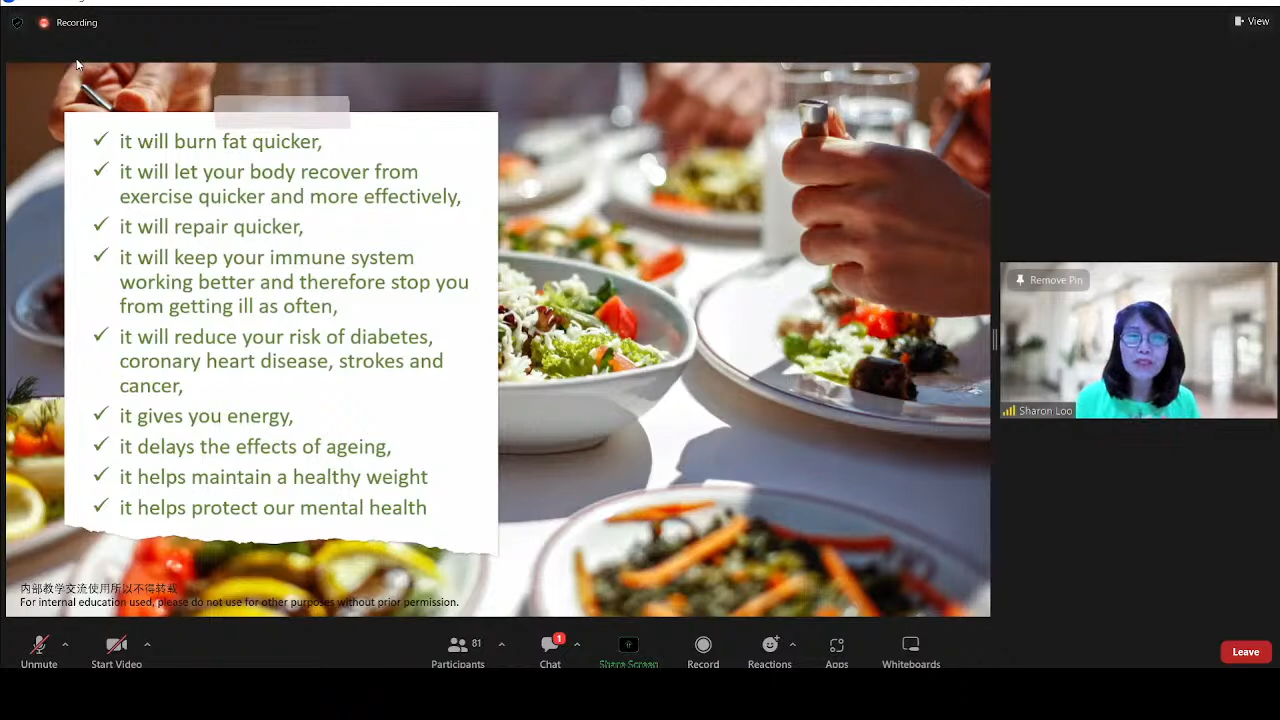 Recording
View
✓ it will burn fat quicker,
✓ it will let your body recover from
exercise quicker and more effectively,
✓ it will repair quicker,
✓ it will keep your immune system
working better and therefore stop you
from getting ill as often,
✓ it will reduce your risk of diabetes,
coronary heart disease, strokes and
cancer,
✓ it gives you energy,
✓ it delays the effects of ageing,
✓ it helps maintain a healthy weight
✓ it helps protect our mental health
内部教学交流使用所以不得转载
For internal education used, please do not use for other purposes without prior permission.
Remove Pin
Sharon Loo
81
1
Unmute
Start Video
Participants
Chat
Share Screen
Record
Reactions
Apps
Whiteboards
Leave